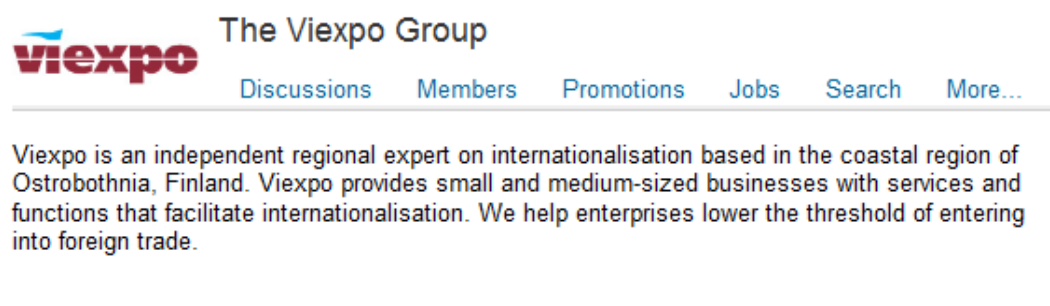 viexpo
The Viexpo Group
Discussions Members Promotions Jobs Search More...
Viexpo is an independent regional expert on internationalisation based in the coastal region of
Ostrobothnia, Finland. Viexpo provides small and medium-sized businesses with services and
functions that facilitate internationalisation. We help enterprises lower the threshold of entering
into foreign trade.